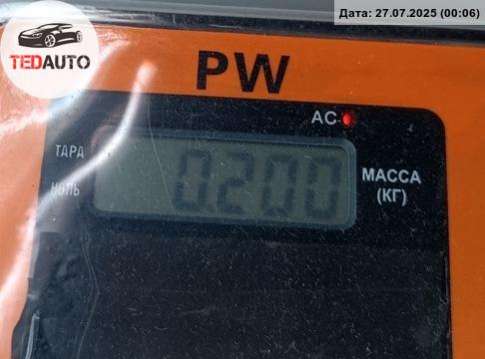 Дата: 27.07.2025 (00:06)
TEDAUTO
PW
AC
ТАРА
НОЛЬ
МАССА
(КГ)
0.200